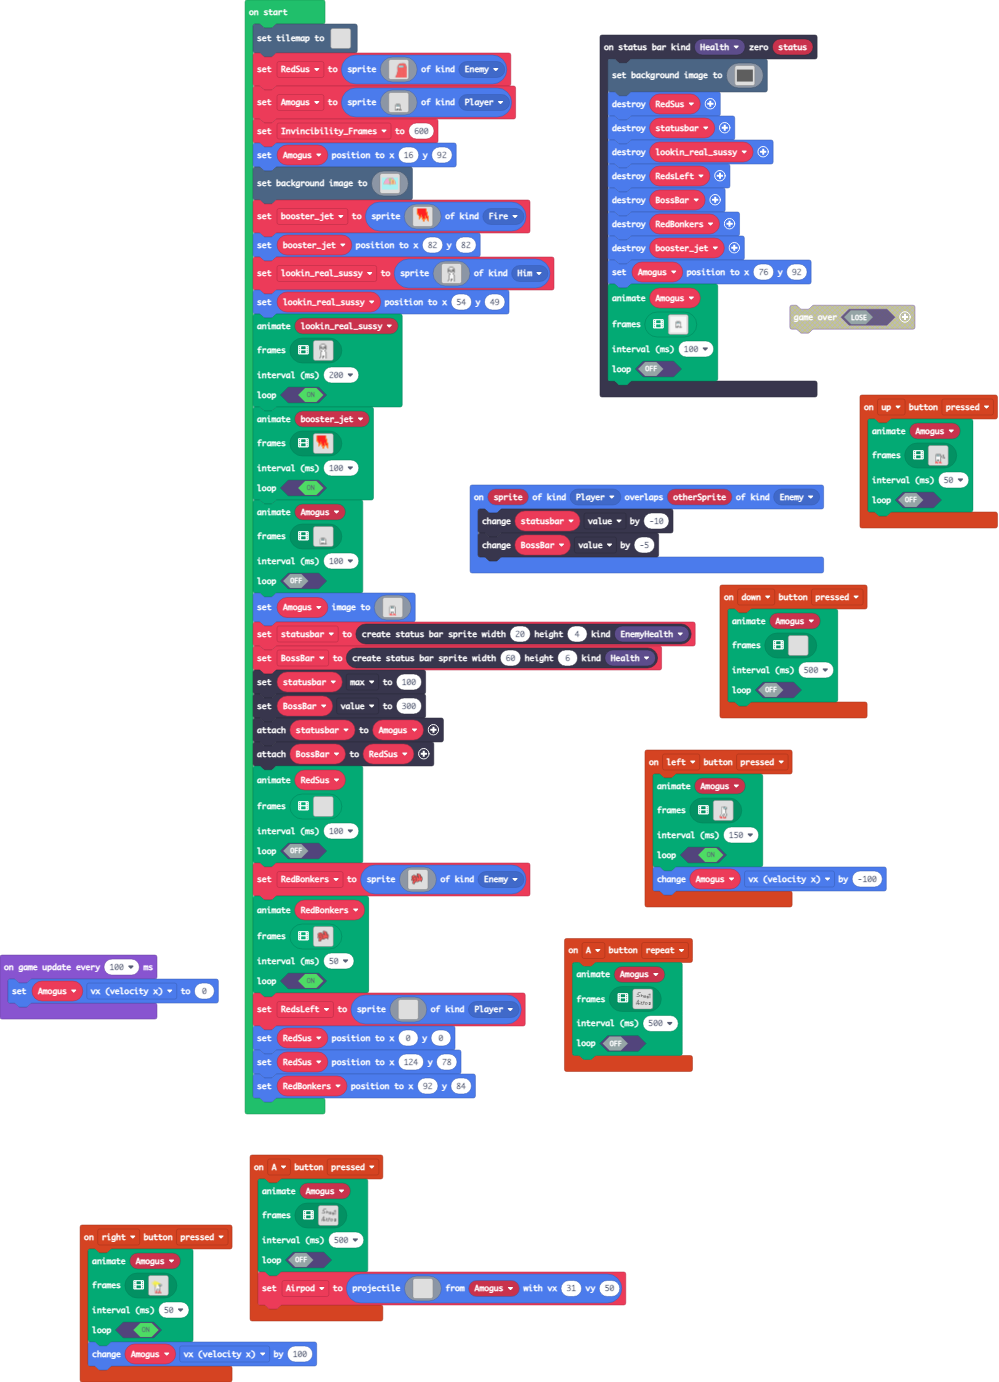 on start
set tilemap to
set RedSus to sprite of kind Enemy
set Amogus to sprite of kind Player
set Invincibility_Frames to 600
set Amogus position to x 16 y 92
set background image to
set booster_jet to sprite of kind Fire
set booster_jet position to x 82 y 82
set lookin_real_sussy to sprite of kind Him
set lookin_real_sussy position to x 54 y 49
animate lookin_real_sussy
frames
interval (ms) 200
loop ON
animate booster_jet
frames
interval (ms) 100
loop ON
animate Amogus
frames
interval (ms) 100
loop OFF
set Amogus image to
set statusbar to create status bar sprite width 20 height 4 kind EnemyHealth
set BossBar to create status bar sprite width 60 height 6 kind Health
set statusbar max to 100
set BossBar value to 300
attach statusbar to Amogus
attach BossBar to RedSus
animate RedSus
frames
interval (ms) 100
loop OFF
set RedBonkers to sprite of kind Enemy
animate RedBonkers
frames
interval (ms) 50
loop ON
set RedsLeft to sprite of kind Player
set RedSus position to x 0 y 0
set RedSus position to x 124 y 78
set RedBonkers position to x 92 y 84
on status bar kind Health zero status
set background image to
destroy RedSus
destroy statusbar
destroy lookin_real_sussy
destroy RedsLeft
destroy BossBar
destroy RedBonkers
destroy booster_jet
set Amogus position to x 76 y 92
animate Amogus
frames
interval (ms) 100
loop OFF
game over LOSE
on up button pressed
animate Amogus
frames
interval (ms) 50
loop OFF
on sprite of kind Player overlaps otherSprite of kind Enemy
change statusbar value by -10
change BossBar value by -5
on down button pressed
animate Amogus
frames
interval (ms) 500
loop OFF
on left button pressed
animate Amogus
frames
interval (ms) 150
loop ON
change Amogus vx (velocity x) by -100
on A button repeat
animate Amogus
frames
interval (ms) 500
loop OFF
on game update every 100 ms
set Amogus vx (velocity x) to 0
on A button pressed
animate Amogus
frames
interval (ms) 500
loop OFF
set Airpod to projectile from Amogus with vx 31 vy 50
on right button pressed
animate Amogus
frames
interval (ms) 50
loop ON
change Amogus vx (velocity x) by 100